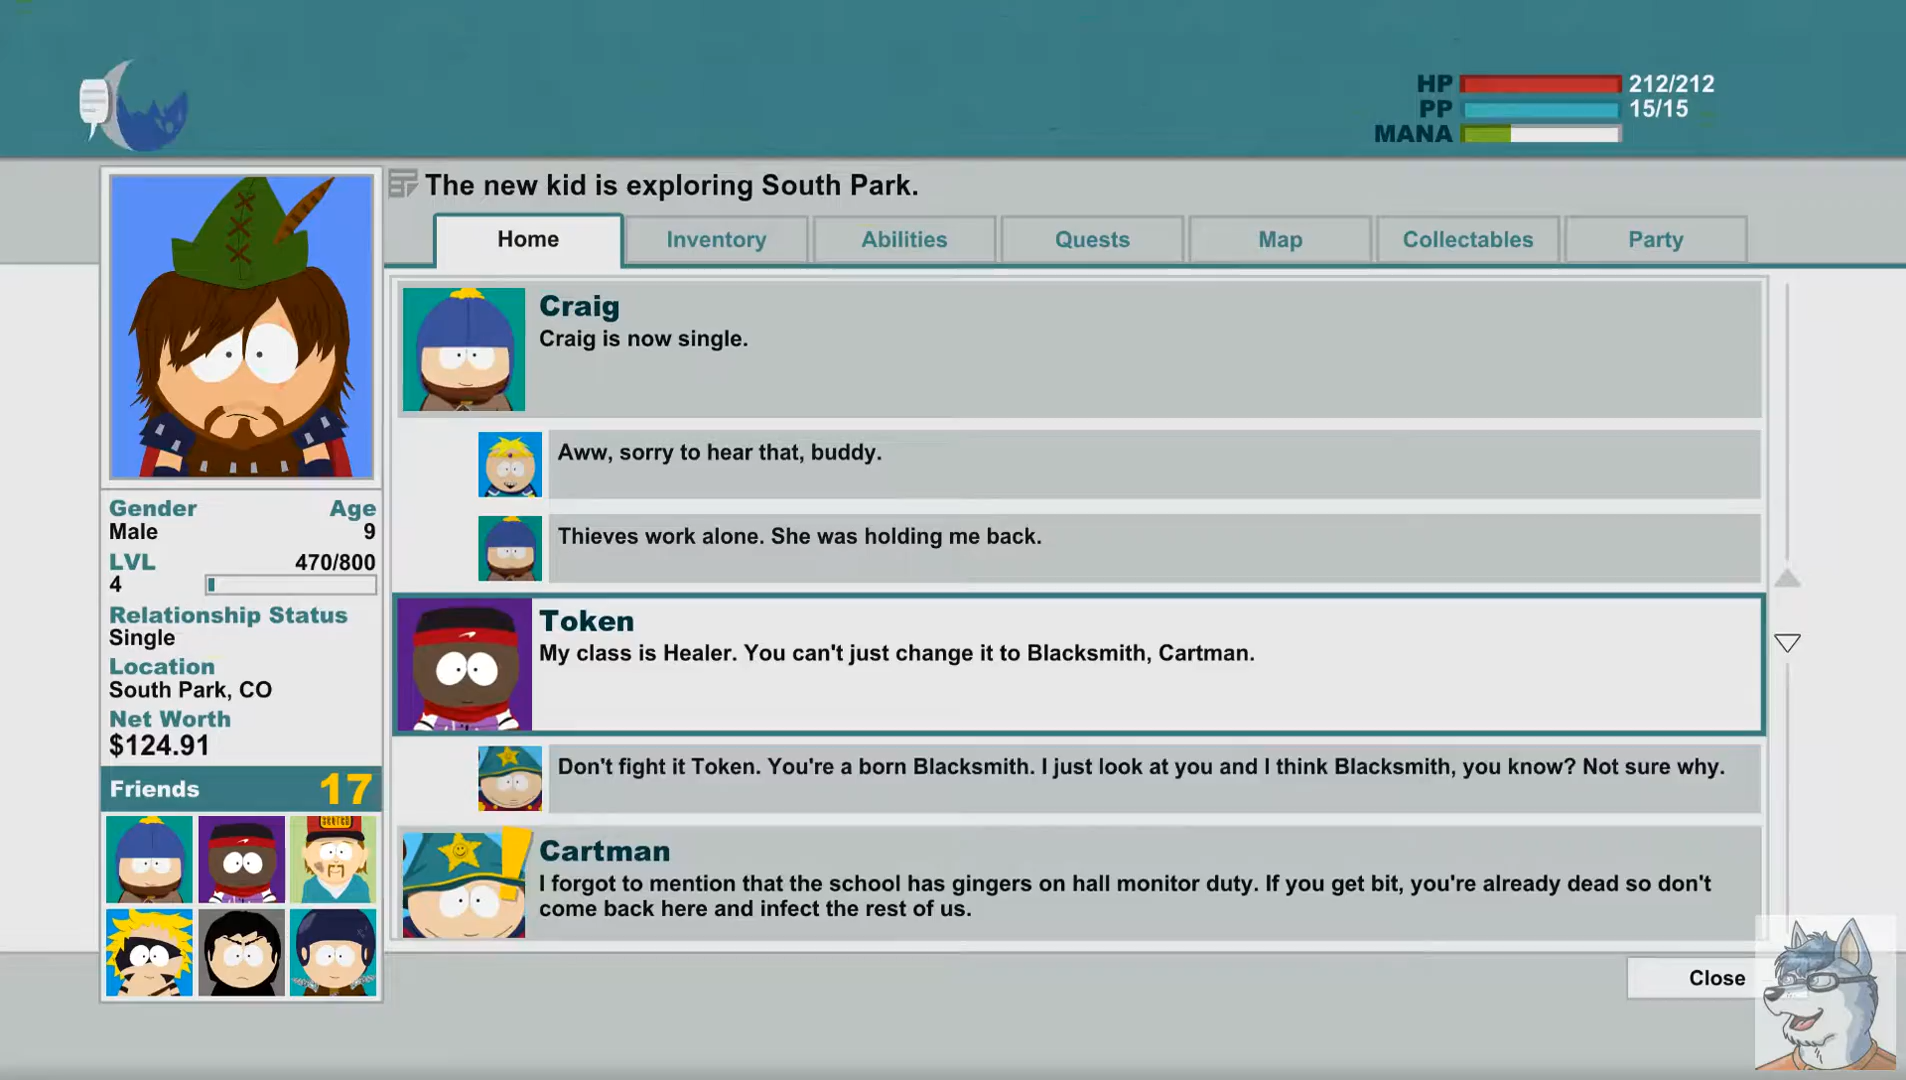 HP 212/212
PP 15/15
MANA
The new kid is exploring South Park.
Home Inventory Abilities Quests Map Collectables Party
Gender Age
Male 9
LVL 470/800
4
Relationship Status
Single
Location
South Park, CO
Net Worth
$124.91
Friends 17
Craig
Craig is now single.
Aww, sorry to hear that, buddy.
Thieves work alone. She was holding me back.
Token
My class is Healer. You can't just change it to Blacksmith, Cartman.
Don't fight it Token. You're a born Blacksmith. I just look at you and I think Blacksmith, you know? Not sure why.
Cartman
I forgot to mention that the school has gingers on hall monitor duty. If you get bit, you're already dead so don't
come back here and infect the rest of us.
Close